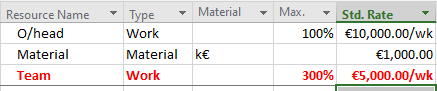 Resource Name Type Material Max. Std. Rate
O/head Work 100% €10,000.00/wk
Material Material k€ €1,000.00
Team Work 300% €5,000.00/wk